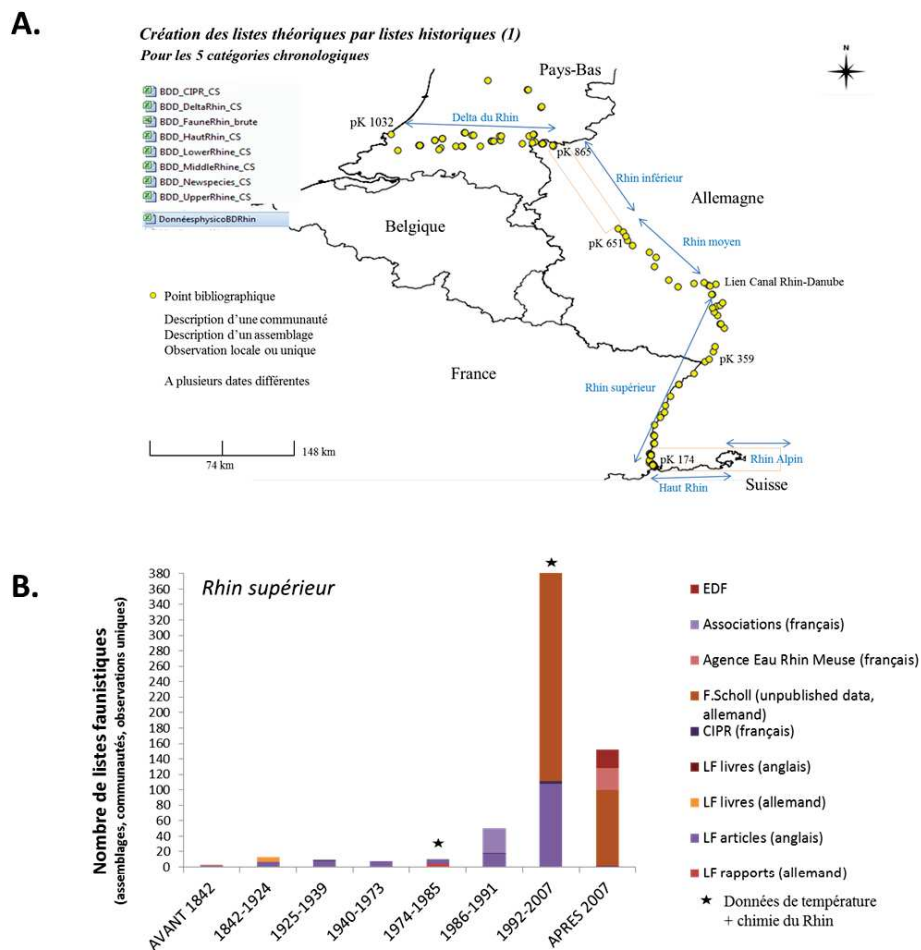 A.
Création des listes théoriques par listes historiques (1)
Pour les 5 catégories chronologiques
N
BDD_CIPR_CS
BDD_DeltaRhin_CS
BDD_FauneRhin_brute
BDD_HautRhin_CS
BDD_LowerRhine_CS
BDD_MiddleRhine_CS
BDD_Newspecies_CS
BDD_UpperRhine_CS
DonnéesphysicoBDRhin
Pays-Bas
pK 1032
Delta du Rhin
pK 865
Rhin inférieur
Allemagne
Belgique
pK 651
Rhin moyen
Lien Canal Rhin-Danube
Point bibliographique
Description d'une communauté
Description d'un assemblage
Observation locale ou unique
A plusieurs dates différentes
France
pK 359
Rhin supérieur
148 km
74 km
pK 174
Rhin Alpin
Haut Rhin
Suisse
B.
Nombre de listes faunistiques
(assemblages, communautés, observations uniques)
Rhin supérieur
380
360
340
320
300
280
260
240
220
200
180
160
140
120
100
80
60
40
20
0
AVANT 1842
1842-1924
1925-1939
1940-1973
1974-1985
1986-1991
1992-2007
APRES 2007
EDF
Associations (français)
Agence Eau Rhin Meuse (français)
F.Scholl (unpublished data,
allemand)
CIPR (français)
LF livres (anglais)
LF livres (allemand)
LF articles (anglais)
LF rapports (allemand)
Données de température
+ chimie du Rhin